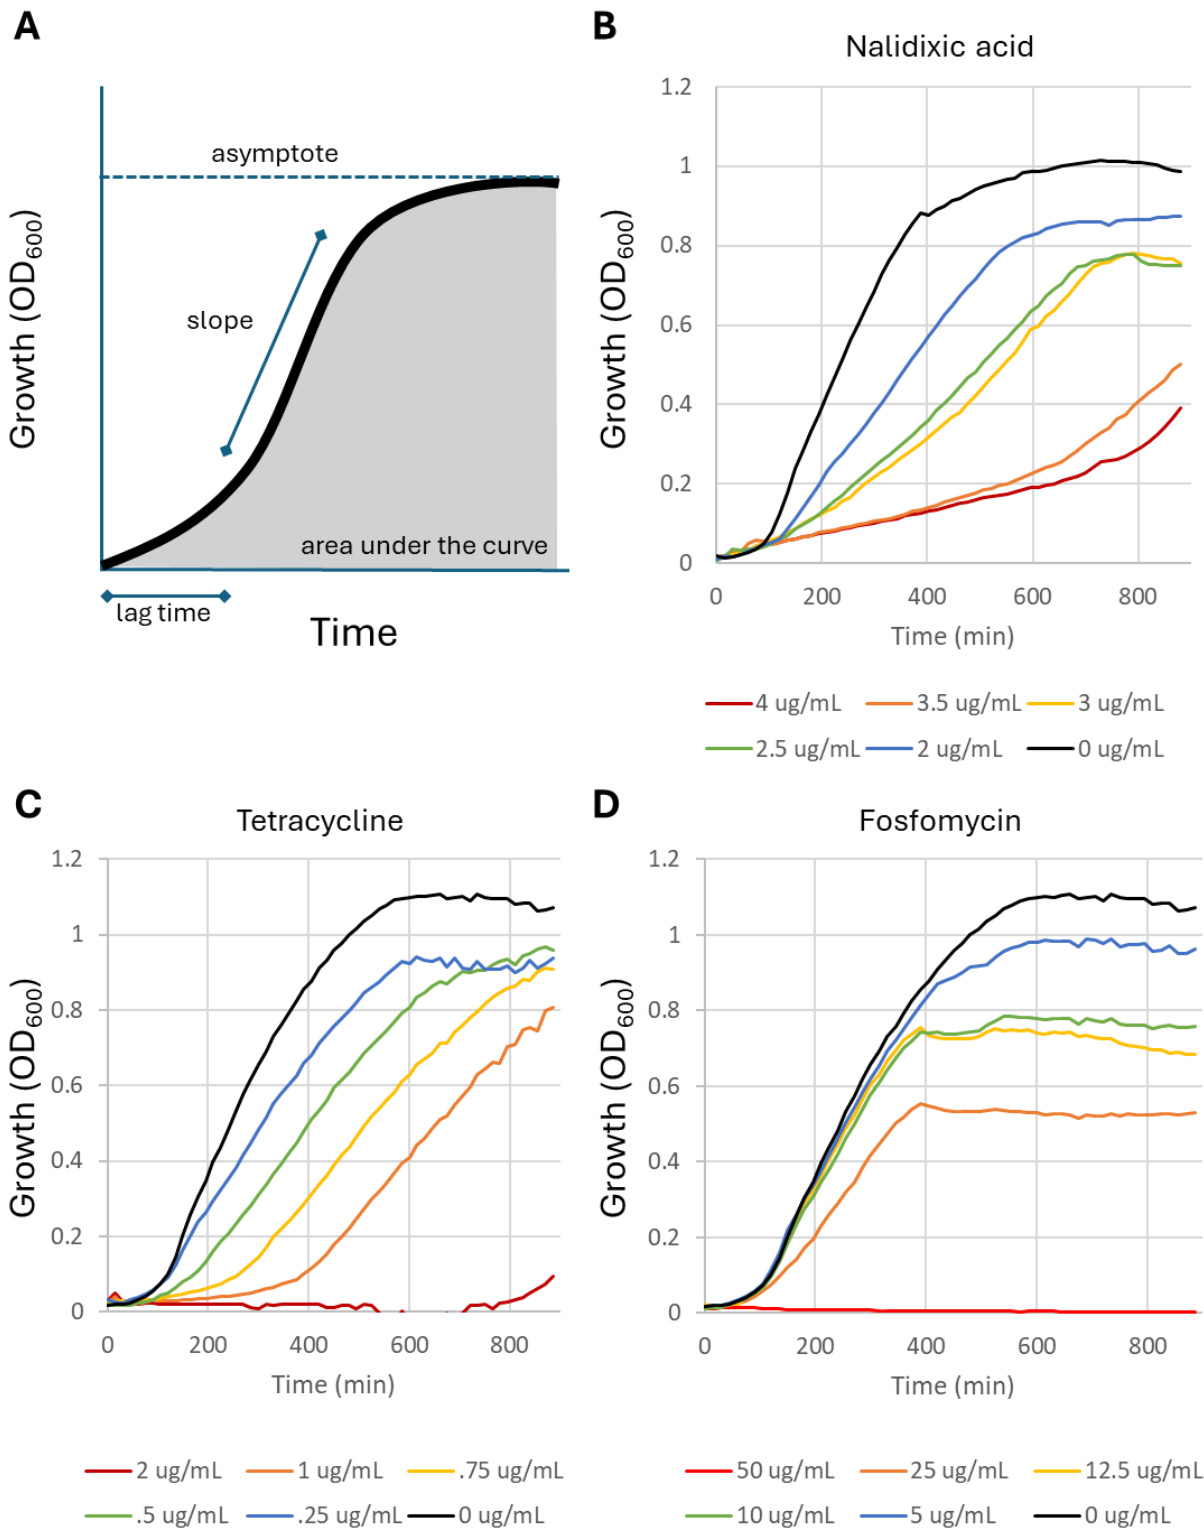 A
asymptote
slope
area under the curve
lag time
Growth (OD600)
Time
B
Nalidixic acid
1.2
1
0.8
0.6
0.4
0.2
0
0 200 400 600 800
Growth (OD600)
Time (min)
4 ug/mL 3.5 ug/mL 3 ug/mL
2.5 ug/mL 2 ug/mL 0 ug/mL
C
Tetracycline
1.2
1
0.8
0.6
0.4
0.2
0
0 200 400 600 800
Growth (OD600)
Time (min)
2 ug/mL 1 ug/mL .75 ug/mL
.5 ug/mL .25 ug/mL 0 ug/mL
D
Fosfomycin
1.2
1
0.8
0.6
0.4
0.2
0
0 200 400 600 800
Growth (OD600)
Time (min)
50 ug/mL 25 ug/mL 12.5 ug/mL
10 ug/mL 5 ug/mL 0 ug/mL